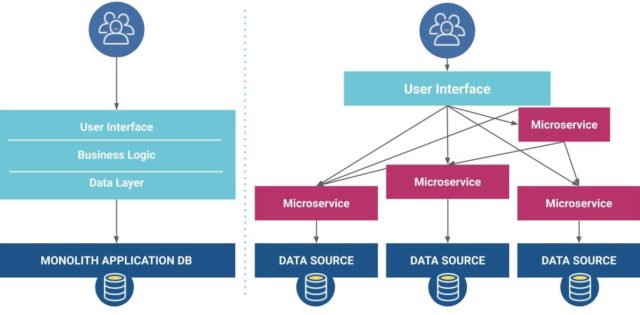 User Interface
Business Logic
Data Layer
MONOLITH APPLICATION DB
User Interface
Microservice
Microservice
Microservice
Microservice
DATA SOURCE
DATA SOURCE
DATA SOURCE